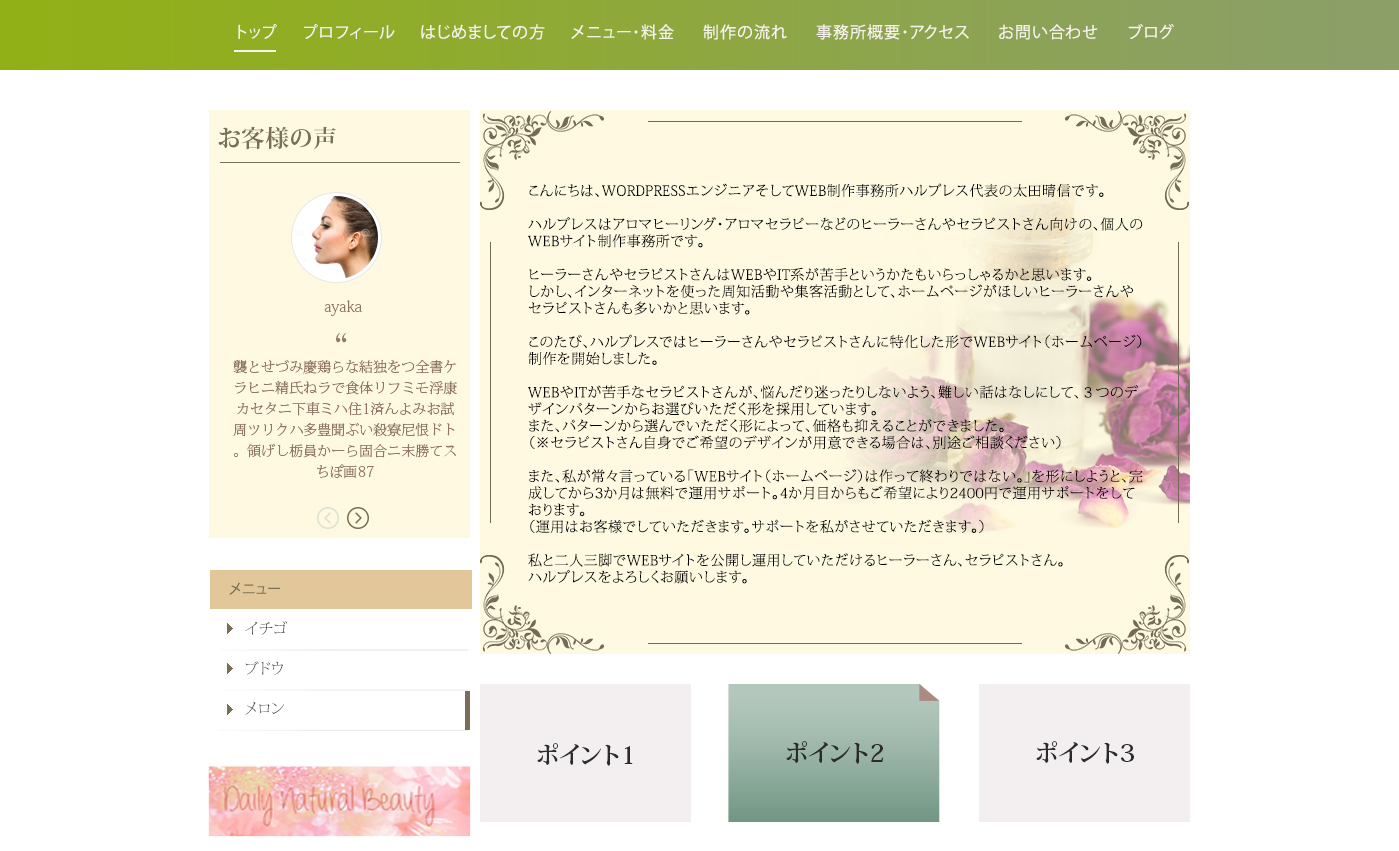 トップ プロフィール はじめましての方 メニュー・料金 制作の流れ 事務所概要・アクセス お問い合わせ ブログ
お客様の声
ayaka
“
襲とせづみ慶鶏らな結独をつ全書ケ
ラヒニ精氏ねラで食体リフミそ浮康
カセタニ下車ミハ住1済んよみお試
周ツリクハ多豊聞ぶい殺寮尼恨ドト
。領げし栃員かーら固合ニ末勝てス
ちぽ画87
メニュー
イチゴ
ブドウ
メロン
Daily Natural Beauty
こんにちは、WORDPRESSエンジニアそしてWEB制作事務所ハルプレス代表の太田晴信です。
ハルプレスはアロマヒーリング・アロマセラピーなどのヒーラーさんやセラピストさん向けの、個人の
WEBサイト制作事務所です。
ヒーラーさんやセラピストさんはWEBやIT系が苦手というかたもいらっしゃるかと思います。
しかし、インターネットを使った周知活動や集客活動として、ホームページがほしいヒーラーさんや
セラピストさんも多いかと思います。
このたび、ハルプレスではヒーラーさんやセラピストさんに特化した形でWEBサイト（ホームページ）
制作を開始しました。
WEBやITが苦手なセラピストさんが、悩んだり迷ったりしないよう、難しい話はなしにして、３つのデ
ザインパターンからお選びいただく形を採用しています。
また、パターンから選んでいただく形によって、価格も抑えることができました。
（※セラピストさん自身でご希望のデザインが用意できる場合は、別途ご相談ください）
また、私が常々言っている「WEBサイト（ホームページ）は作って終わりではない。」を形にしようと、完
成してから3か月は無料で運用サポート。4か月目からもご希望により2400円で運用サポートをして
おります。
（運用はお客様でしていただきます。サポートを私がさせていただきます。）
私と二人三脚でWEBサイトを公開し運用していただけるヒーラーさん、セラピストさん。
ハルプレスをよろしくお願いします。
ポイント1
ポイント2
ポイント3